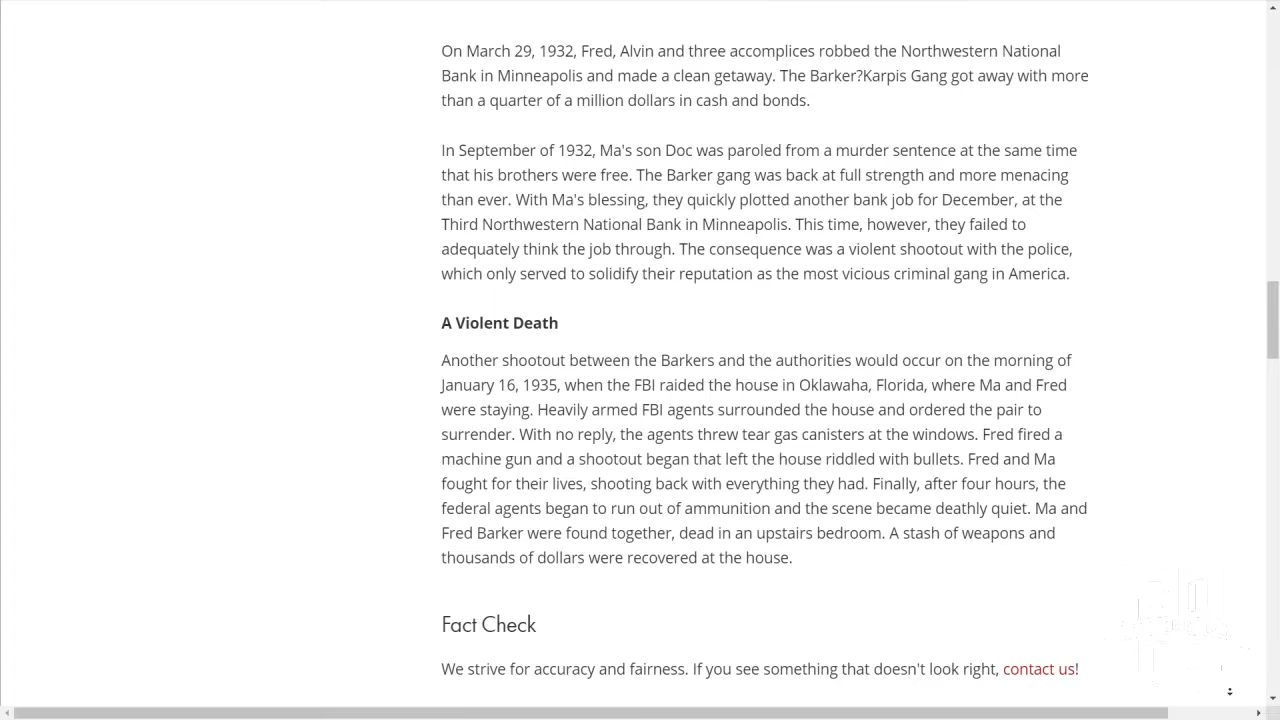 On March 29, 1932, Fred, Alvin and three accomplices robbed the Northwestern National
Bank in Minneapolis and made a clean getaway. The Barker?Karpis Gang got away with more
than a quarter of a million dollars in cash and bonds.
In September of 1932, Ma's son Doc was paroled from a murder sentence at the same time
that his brothers were free. The Barker gang was back at full strength and more menacing
than ever. With Ma's blessing, they quickly plotted another bank job for December, at the
Third Northwestern National Bank in Minneapolis. This time, however, they failed to
adequately think the job through. The consequence was a violent shootout with the police,
which only served to solidify their reputation as the most vicious criminal gang in America.
A Violent Death
Another shootout between the Barkers and the authorities would occur on the morning of
January 16, 1935, when the FBI raided the house in Oklawaha, Florida, where Ma and Fred
were staying. Heavily armed FBI agents surrounded the house and ordered the pair to
surrender. With no reply, the agents threw tear gas canisters at the windows. Fred fired a
machine gun and a shootout began that left the house riddled with bullets. Fred and Ma
fought for their lives, shooting back with everything they had. Finally, after four hours, the
federal agents began to run out of ammunition and the scene became deathly quiet. Ma and
Fred Barker were found together, dead in an upstairs bedroom. A stash of weapons and
thousands of dollars were recovered at the house.
Fact Check
We strive for accuracy and fairness. If you see something that doesn't look right, contact us!